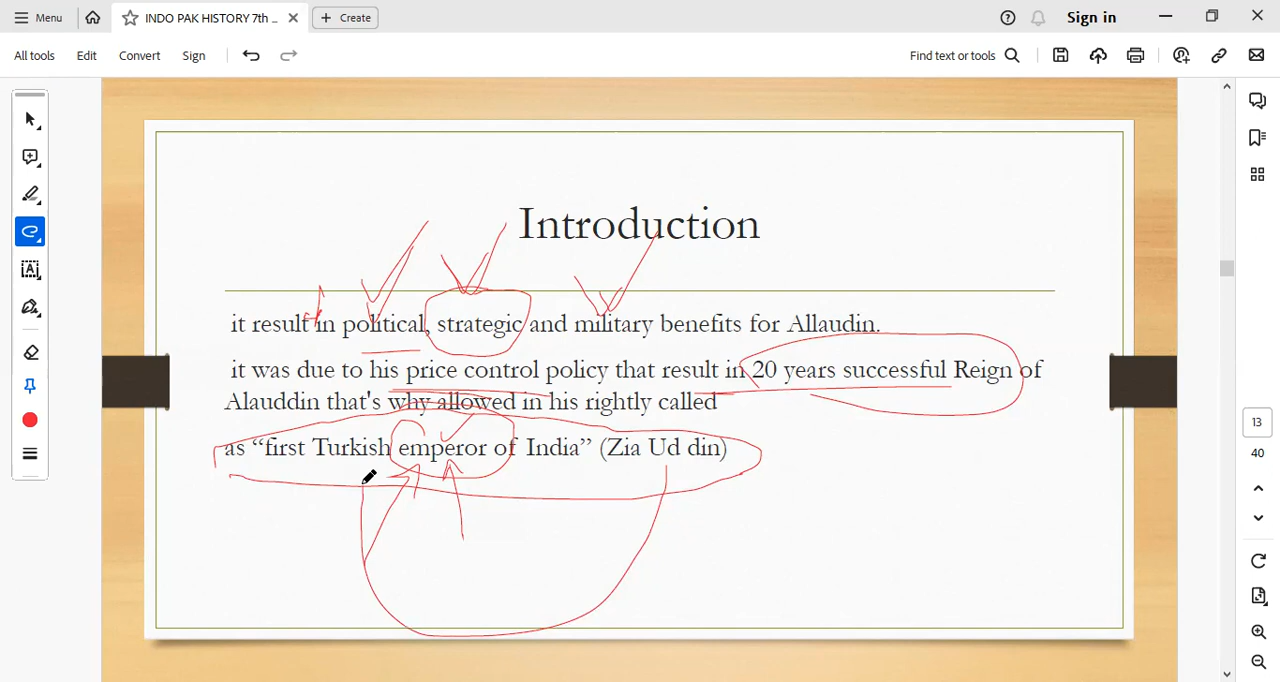 Menu
INDO PAK HISTORY 7th ...
Create
Sign in
All tools
Edit
Convert
Sign
Find text or tools
Introduction
it result in political, strategic and military benefits for Allaudin.
it was due to his price control policy that result in 20 years successful Reign of
Alauddin that's why allowed in his rightly called
as “first Turkish emperor of India” (Zia Ud din)
13
40